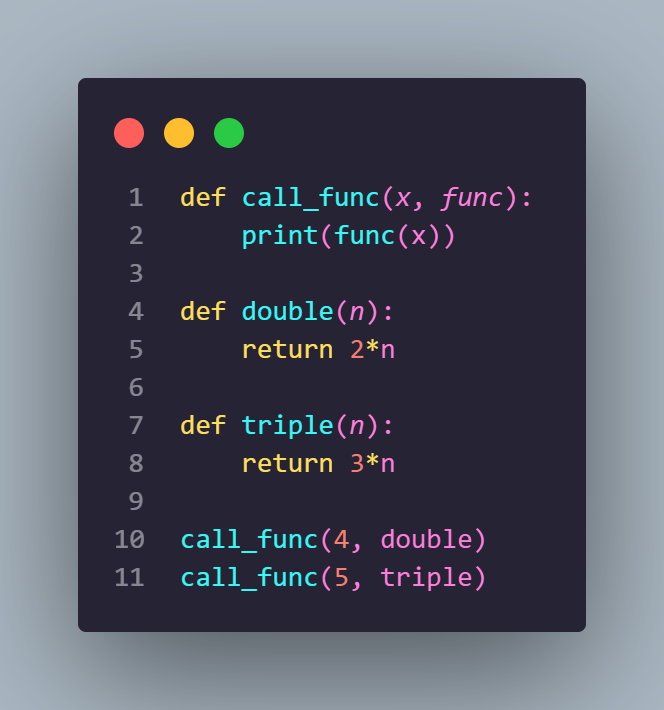 1 def call_func(x, func):
2     print(func(x))
3
4 def double(n):
5     return 2*n
6
7 def triple(n):
8     return 3*n
9
10 call_func(4, double)
11 call_func(5, triple)